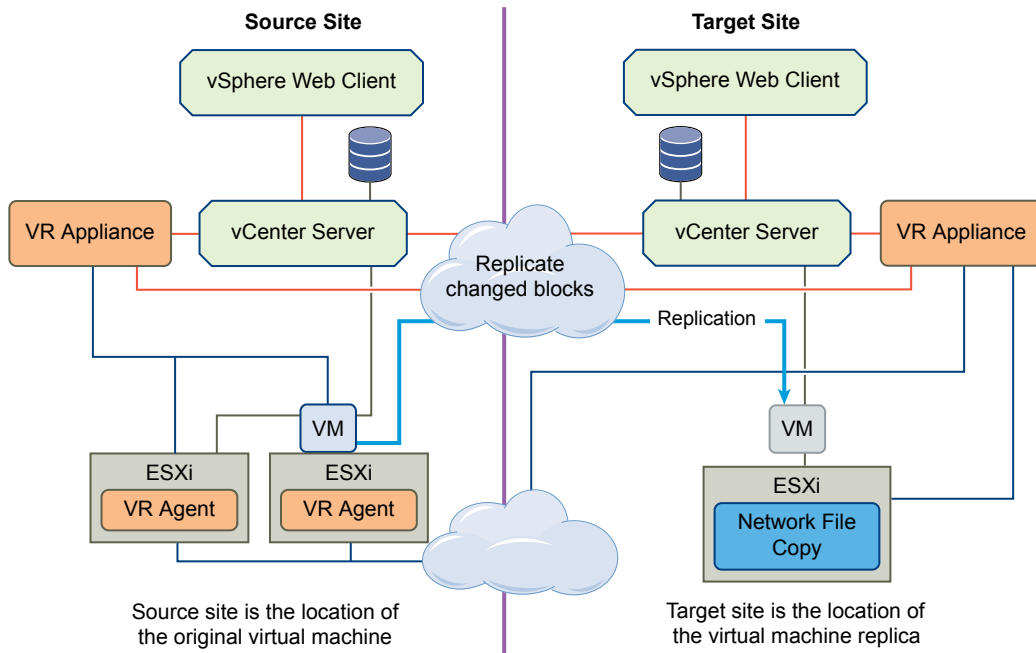 Source Site
Target Site
vSphere Web Client
vSphere Web Client
VR Appliance
vCenter Server
vCenter Server
VR Appliance
Replicate
changed blocks
Replication
VM
VM
ESXi
ESXi
ESXi
VR Agent
VR Agent
Network File
Copy
Source site is the location of
the original virtual machine
Target site is the location of
the virtual machine replica